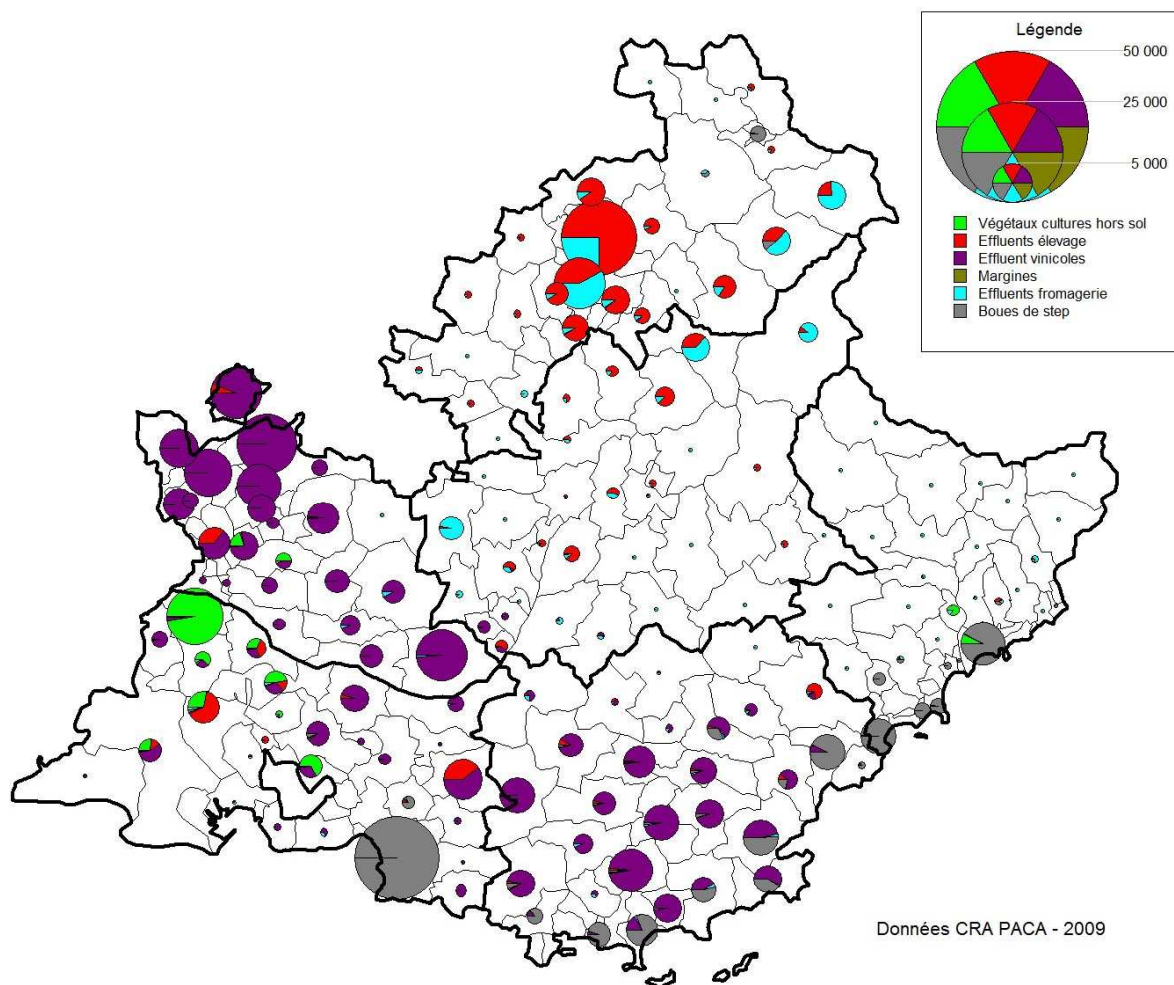 Légende
50 000
25 000
5 000
Végétaux cultures hors sol
Effluents élevage
Effluent vinicoles
Margines
Effluents fromagerie
Boues de step
Données CRA PACA - 2009